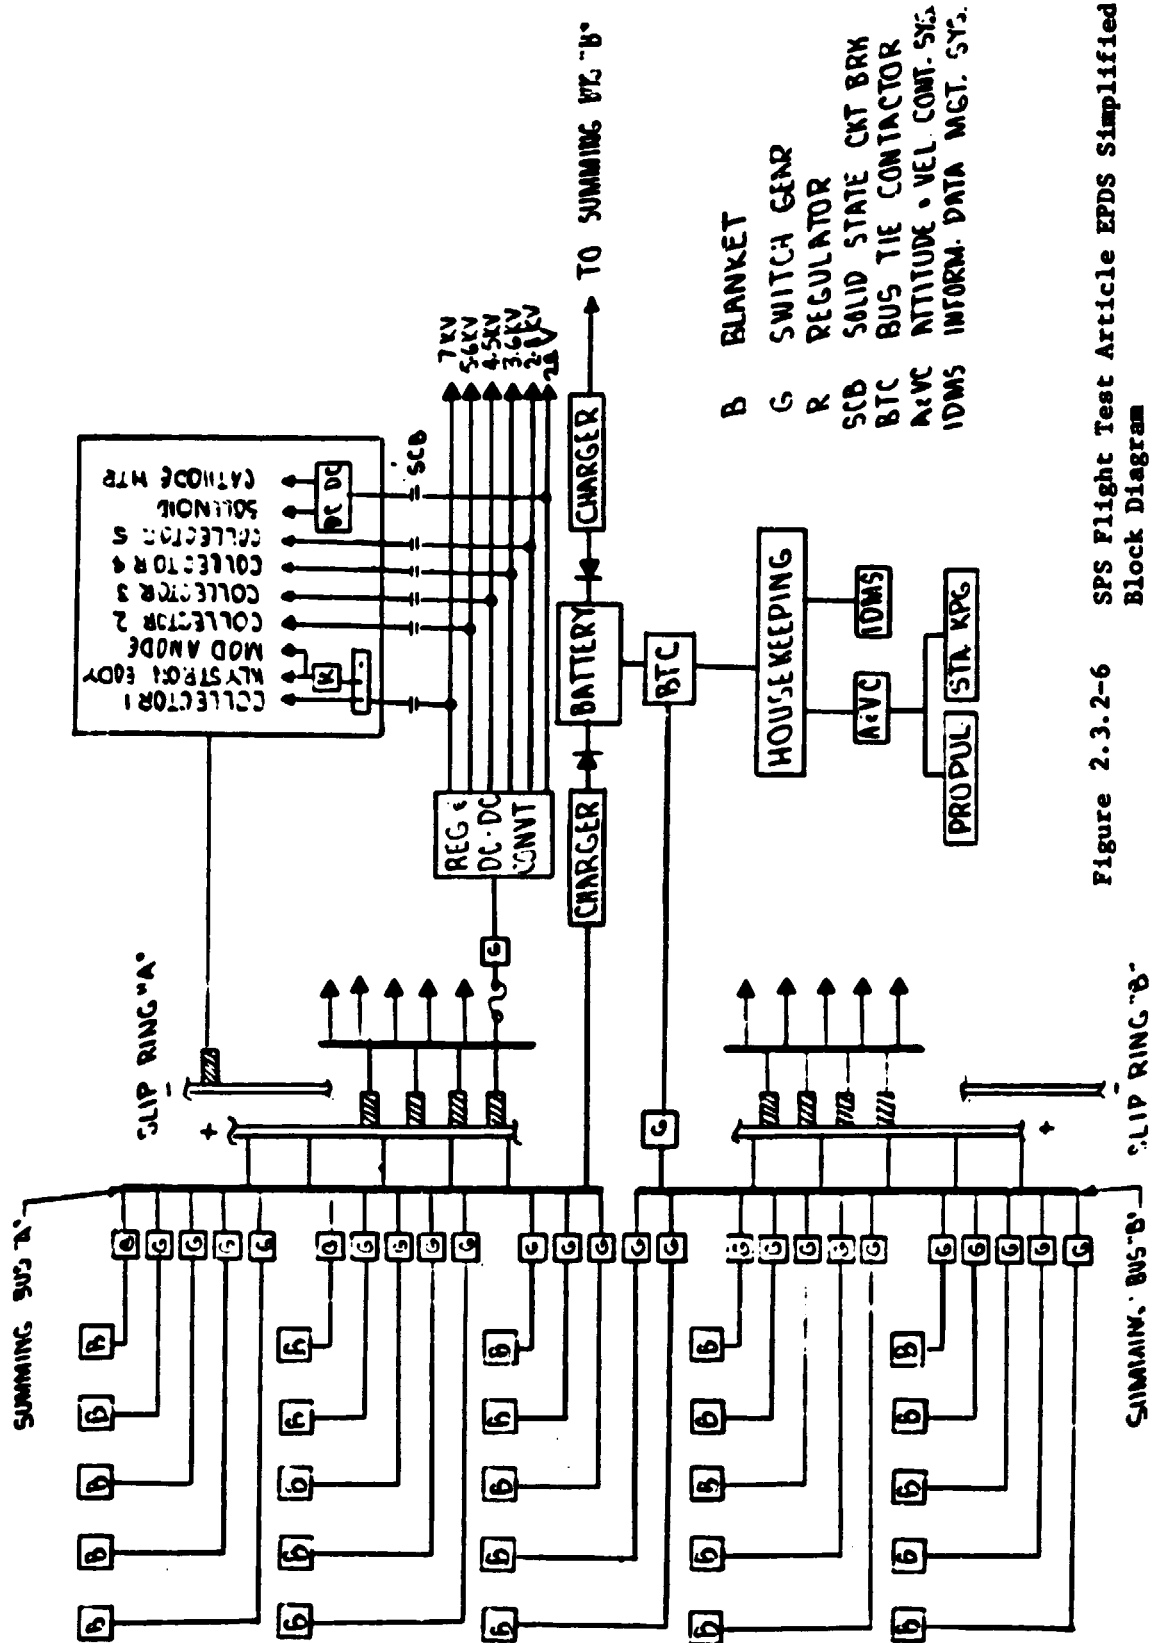 SUMMING BUS "A"
SLIP RING "A"
+
-
B
B
B
B
B
G
G
G
G
COLLECTOR 1
KLYSTRON BODY
MOD ANODE
COLLECTOR 2
COLLECTOR 3
COLLECTOR 4
COLLECTOR 5
SOLENOID
CATHODE HTR
DC DC
SCB
REG &
DC-DC
CONVT
7 KV
5.6KV
4.5KV
3.6KV
G
CHARGER
BATTERY
CHARGER
TO SUMMING BUS "B"
BTC
G
HOUSEKEEPING
A&VC
IDMS
PROPUL
STA KPG
SUMMING BUS "B"
SLIP RING "B"
+
-
B BLANKET
G SWITCH GEAR
R REGULATOR
SCB SOLID STATE CKT BRK
BTC BUS TIE CONTACTOR
A&VC ATTITUDE & VEL. CONT. SYS.
IDMS INFORM. DATA MGT. SYS.
Figure 2.3.2-6 SPS Flight Test Article EPDS Simplified
Block Diagram